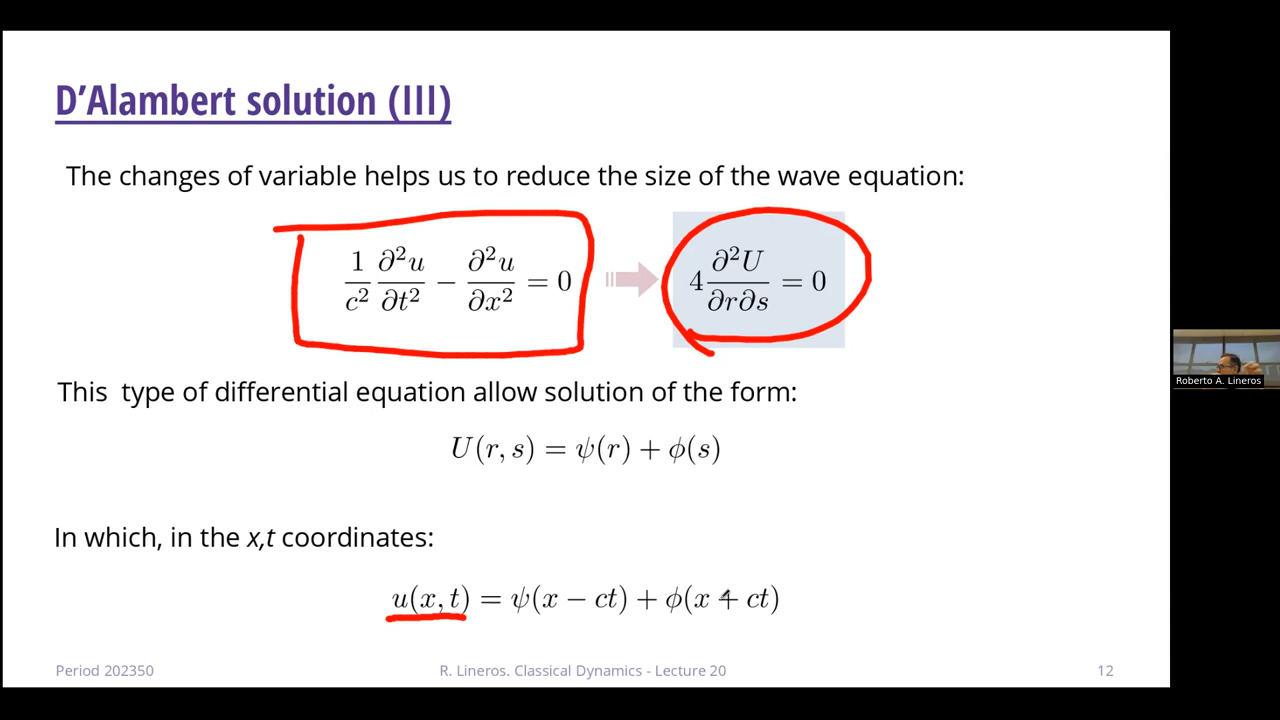 D’Alambert solution (III)
The changes of variable helps us to reduce the size of the wave equation:
1/c² ∂²u/∂t² − ∂²u/∂x² = 0 4 ∂²U/∂r∂s = 0
This type of differential equation allow solution of the form:
U(r, s) = ψ(r) + ϕ(s)
In which, in the x,t coordinates:
u(x, t) = ψ(x − ct) + ϕ(x + ct)
Period 202350 R. Lineros. Classical Dynamics - Lecture 20 12
Roberto A. Lineros